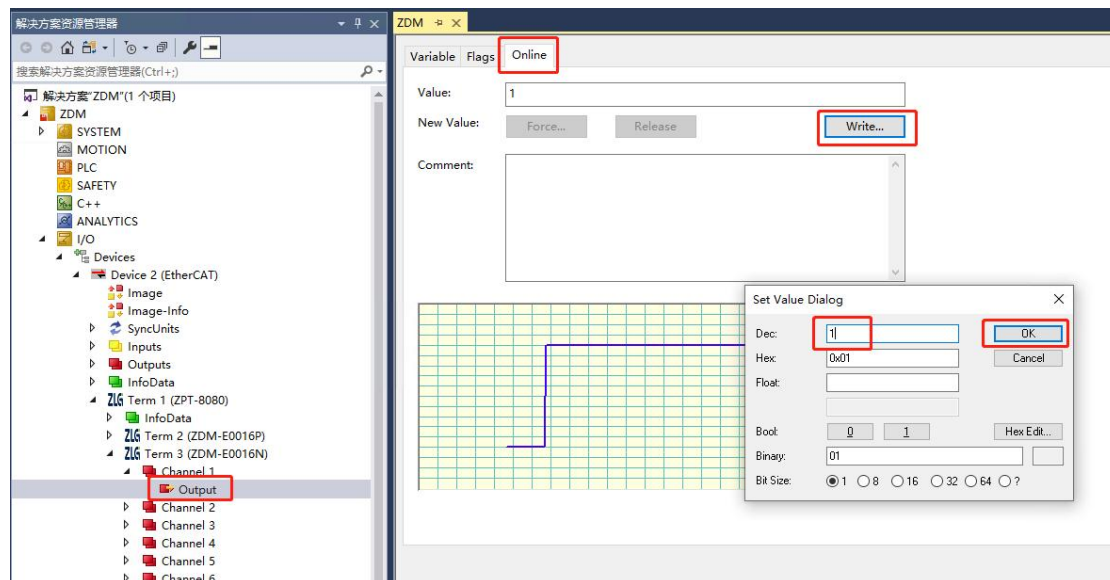 解决方案资源管理器
搜索解决方案资源管理器(Ctrl+;)
解决方案"ZDM"(1 个项目)
ZDM
SYSTEM
MOTION
PLC
SAFETY
C++
ANALYTICS
I/O
Devices
Device 2 (EtherCAT)
Image
Image-Info
SyncUnits
Inputs
Outputs
InfoData
ZLG Term 1 (ZPT-8080)
InfoData
ZLG Term 2 (ZDM-E0016P)
ZLG Term 3 (ZDM-E0016N)
Channel 1
Output
Channel 2
Channel 3
Channel 4
Channel 5
Channel 6
ZDM
Variable Flags Online
Value: 1
New Value: Force... Release Write...
Comment:
Set Value Dialog
Dec: 1 OK
Hex: 0x01 Cancel
Float:
Bool: 0 1 Hex Edit...
Binary: 01
Bit Size: 1 8 16 32 64 ?